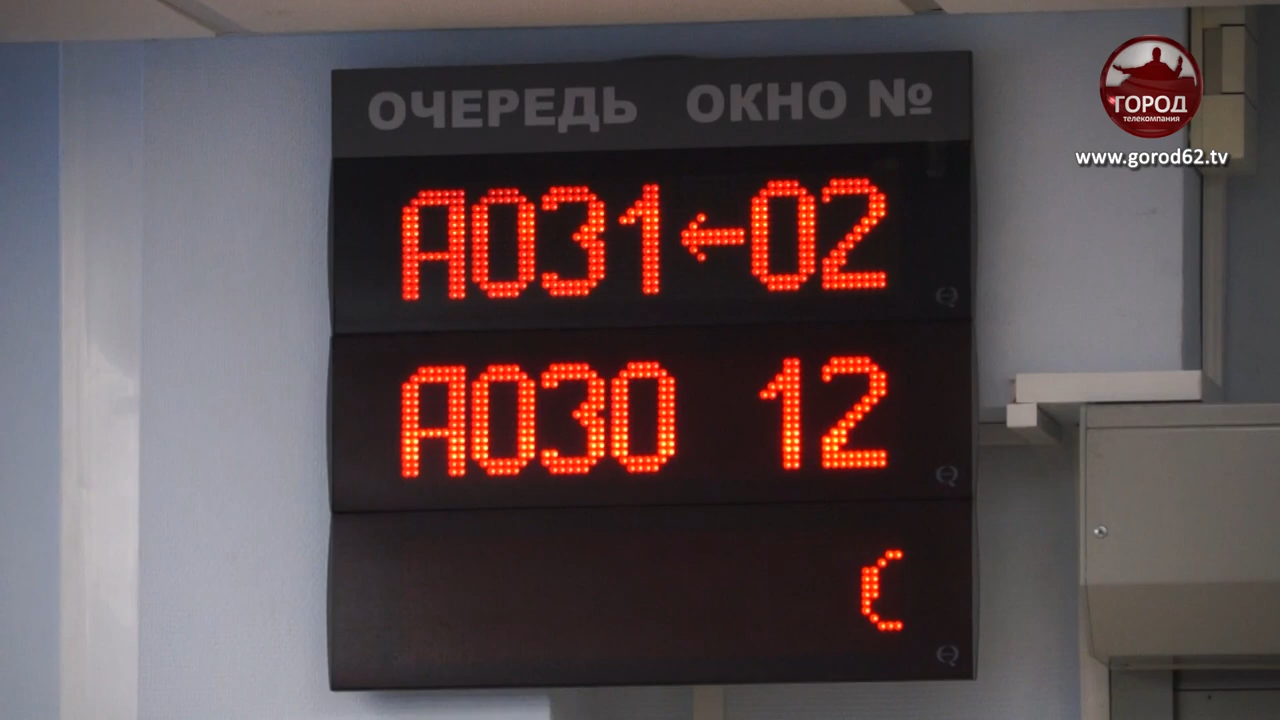 ОЧЕРЕДЬ ОКНО №
А031←02
А030 12
ГОРОД
телекомпания
www.gorod62.tv